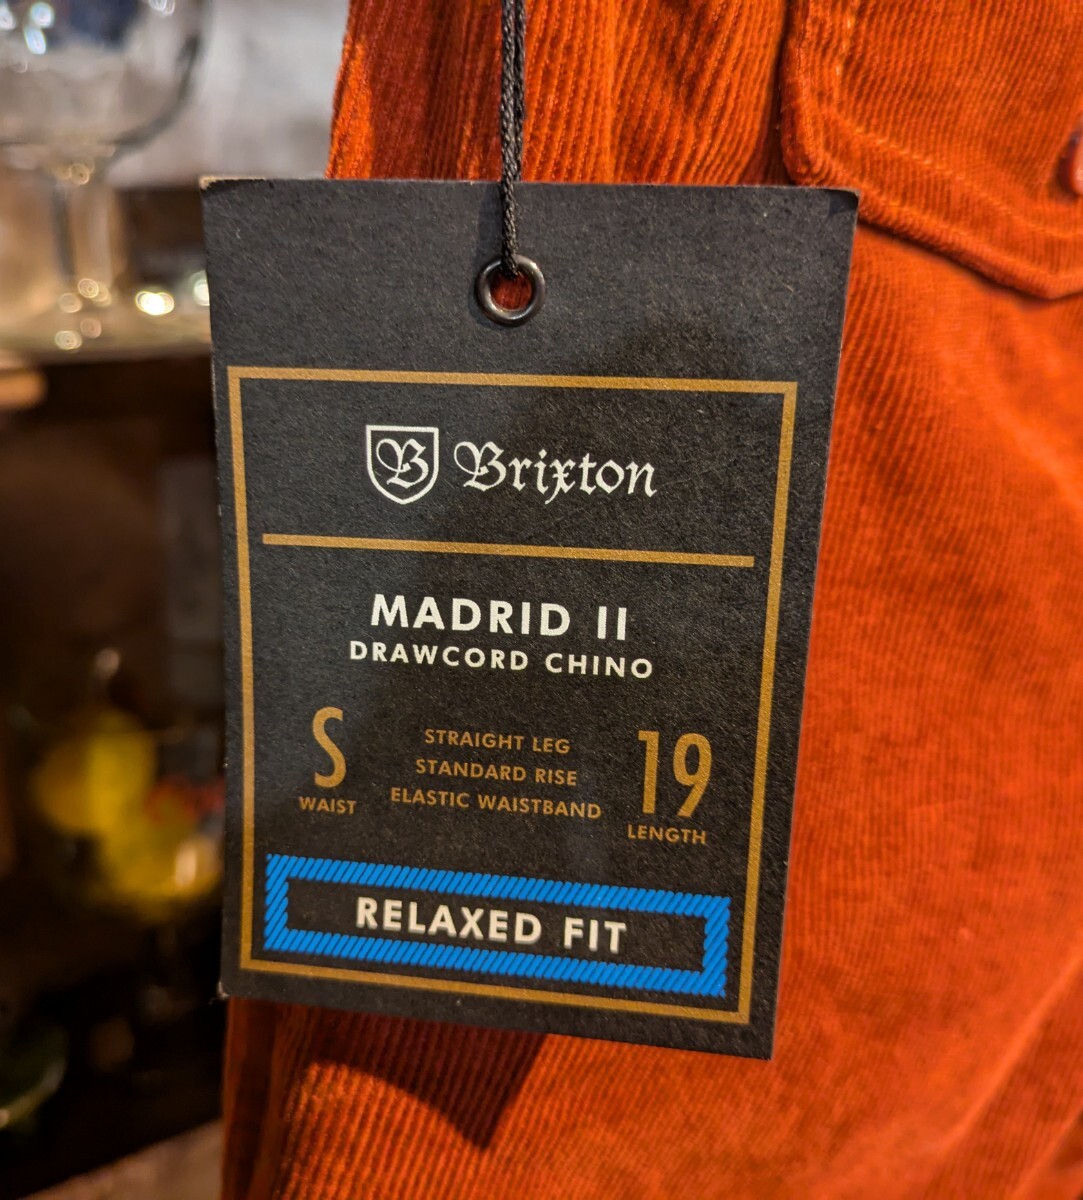 B Brixton
MADRID II
DRAWCORD CHINO
S
WAIST
STRAIGHT LEG
STANDARD RISE
ELASTIC WAISTBAND
19
LENGTH
RELAXED FIT